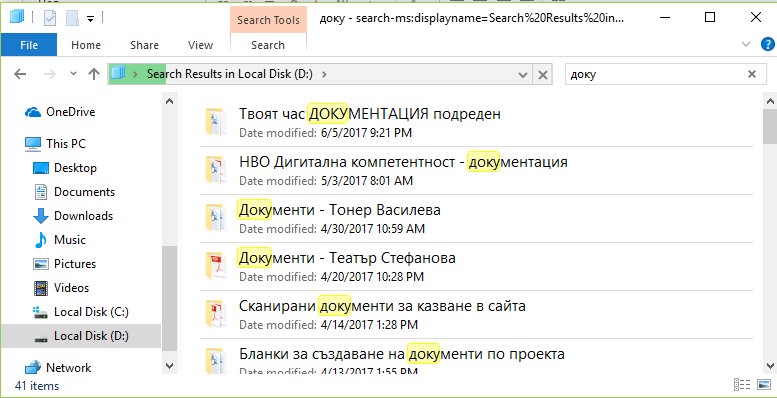 Search Tools
доку - search-ms:displayname=Search%20Results%20in...
File
Home
Share
View
Search
Search Results in Local Disk (D:)
доку
OneDrive
This PC
Desktop
Documents
Downloads
Music
Pictures
Videos
Local Disk (C:)
Local Disk (D:)
Network
Твоят час ДОКУМЕНТАЦИЯ подреден
Date modified: 6/5/2017 9:21 PM
НВО Дигитална компетентност - документация
Date modified: 5/3/2017 8:01 AM
Документи - Тонер Василева
Date modified: 4/30/2017 10:59 AM
Документи - Театър Стефанова
Date modified: 4/20/2017 10:28 PM
Сканирани документи за казване в сайта
Date modified: 4/14/2017 1:28 PM
Бланки за създаване на документи по проекта
Date modified: 4/13/2017 1:55 PM
41 items